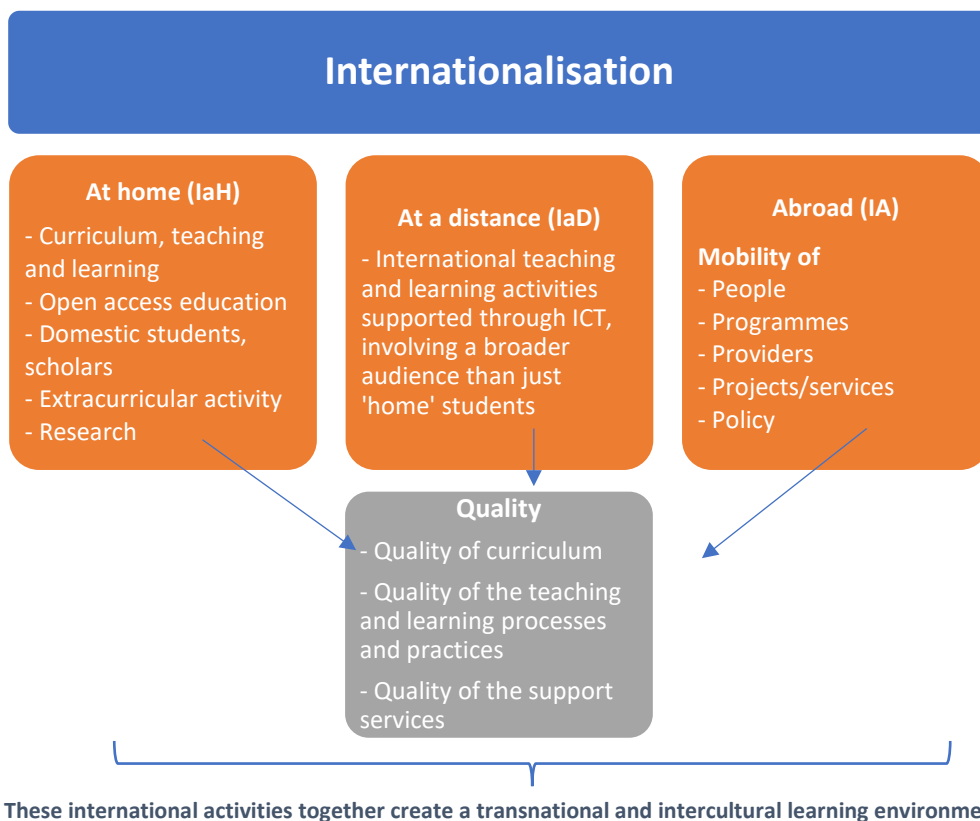 Internationalisation
At home (IaH)
- Curriculum, teaching
and learning
- Open access education
- Domestic students,
scholars
- Extracurricular activity
- Research
At a distance (IaD)
- International teaching
and learning activities
supported through ICT,
involving a broader
audience than just
'home' students
Abroad (IA)
Mobility of
- People
- Programmes
- Providers
- Projects/services
- Policy
Quality
- Quality of curriculum
- Quality of the teaching
and learning processes
and practices
- Quality of the support
services
These international activities together create a transnational and intercultural learning environme